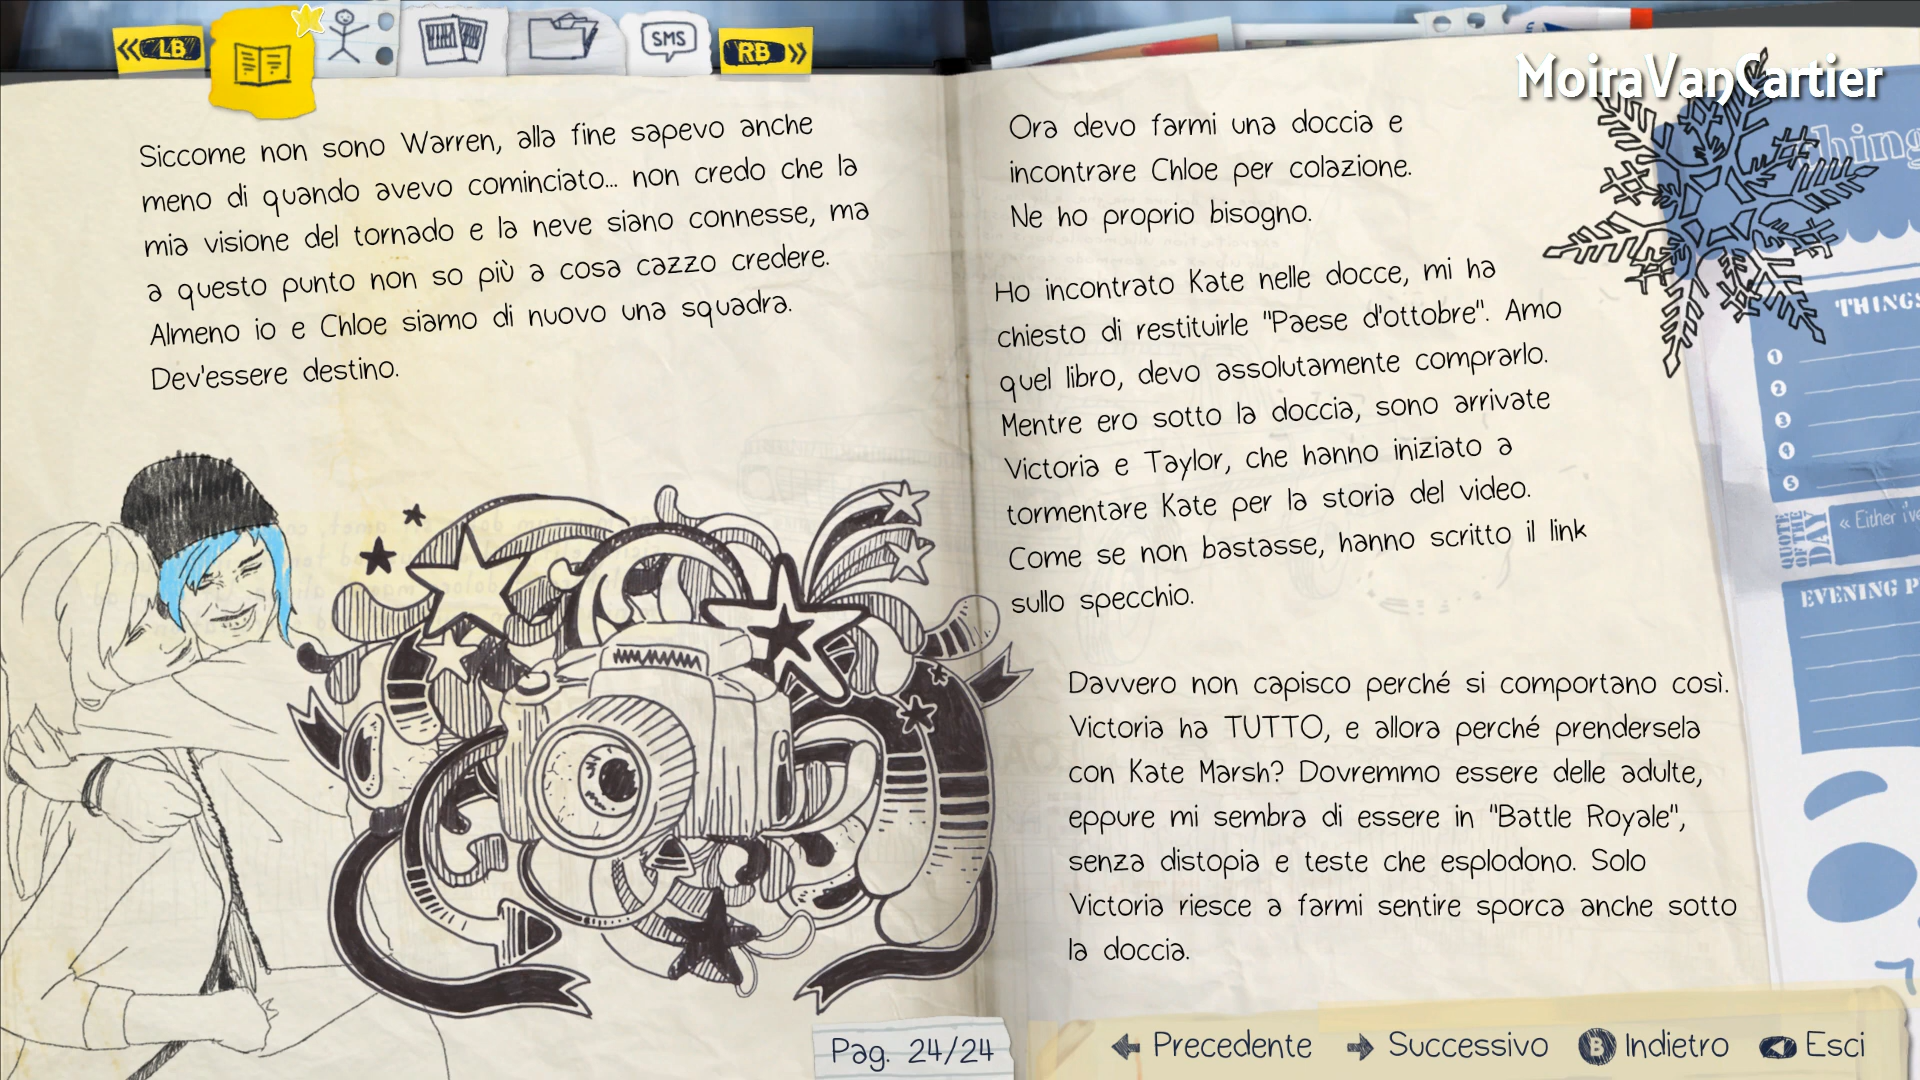 LB
SMS
RB
MoiraVanCartier
Siccome non sono Warren, alla fine sapevo anche
meno di quando avevo cominciato... non credo che la
mia visione del tornado e la neve siano connesse, ma
a questo punto non so più a cosa cazzo credere.
Almeno io e Chloe siamo di nuovo una squadra.
Dev'essere destino.
Ora devo farmi una doccia e
incontrare Chloe per colazione.
Ne ho proprio bisogno.
Ho incontrato Kate nelle docce, mi ha
chiesto di restituirle "Paese d'ottobre". Amo
quel libro, devo assolutamente comprarlo.
Mentre ero sotto la doccia, sono arrivate
Victoria e Taylor, che hanno iniziato a
tormentare Kate per la storia del video.
Come se non bastasse, hanno scritto il link
sullo specchio.
Davvero non capisco perché si comportano così.
Victoria ha TUTTO, e allora perché prendersela
con Kate Marsh? Dovremmo essere delle adulte,
eppure mi sembra di essere in "Battle Royale",
senza distopia e teste che esplodono. Solo
Victoria riesce a farmi sentire sporca anche sotto
la doccia.
THINGS
1
2
3
4
5
QUOTE
OF THE
DAY
« Either i've
EVENING P
Pag. 24/24
Precedente
Successivo
B Indietro
Esci